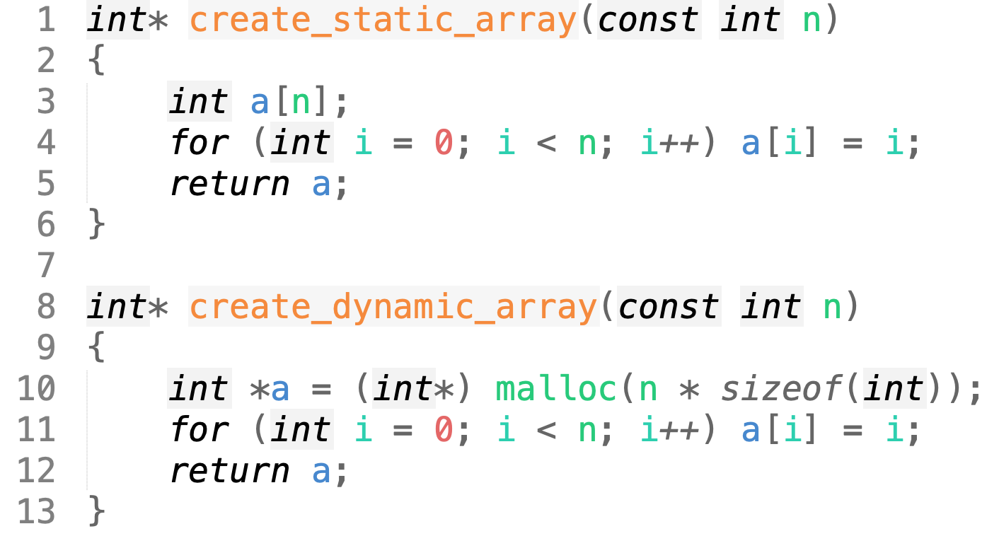 1 int* create_static_array(const int n)
2 {
3     int a[n];
4     for (int i = 0; i < n; i++) a[i] = i;
5     return a;
6 }
7
8 int* create_dynamic_array(const int n)
9 {
10     int *a = (int*) malloc(n * sizeof(int));
11     for (int i = 0; i < n; i++) a[i] = i;
12     return a;
13 }